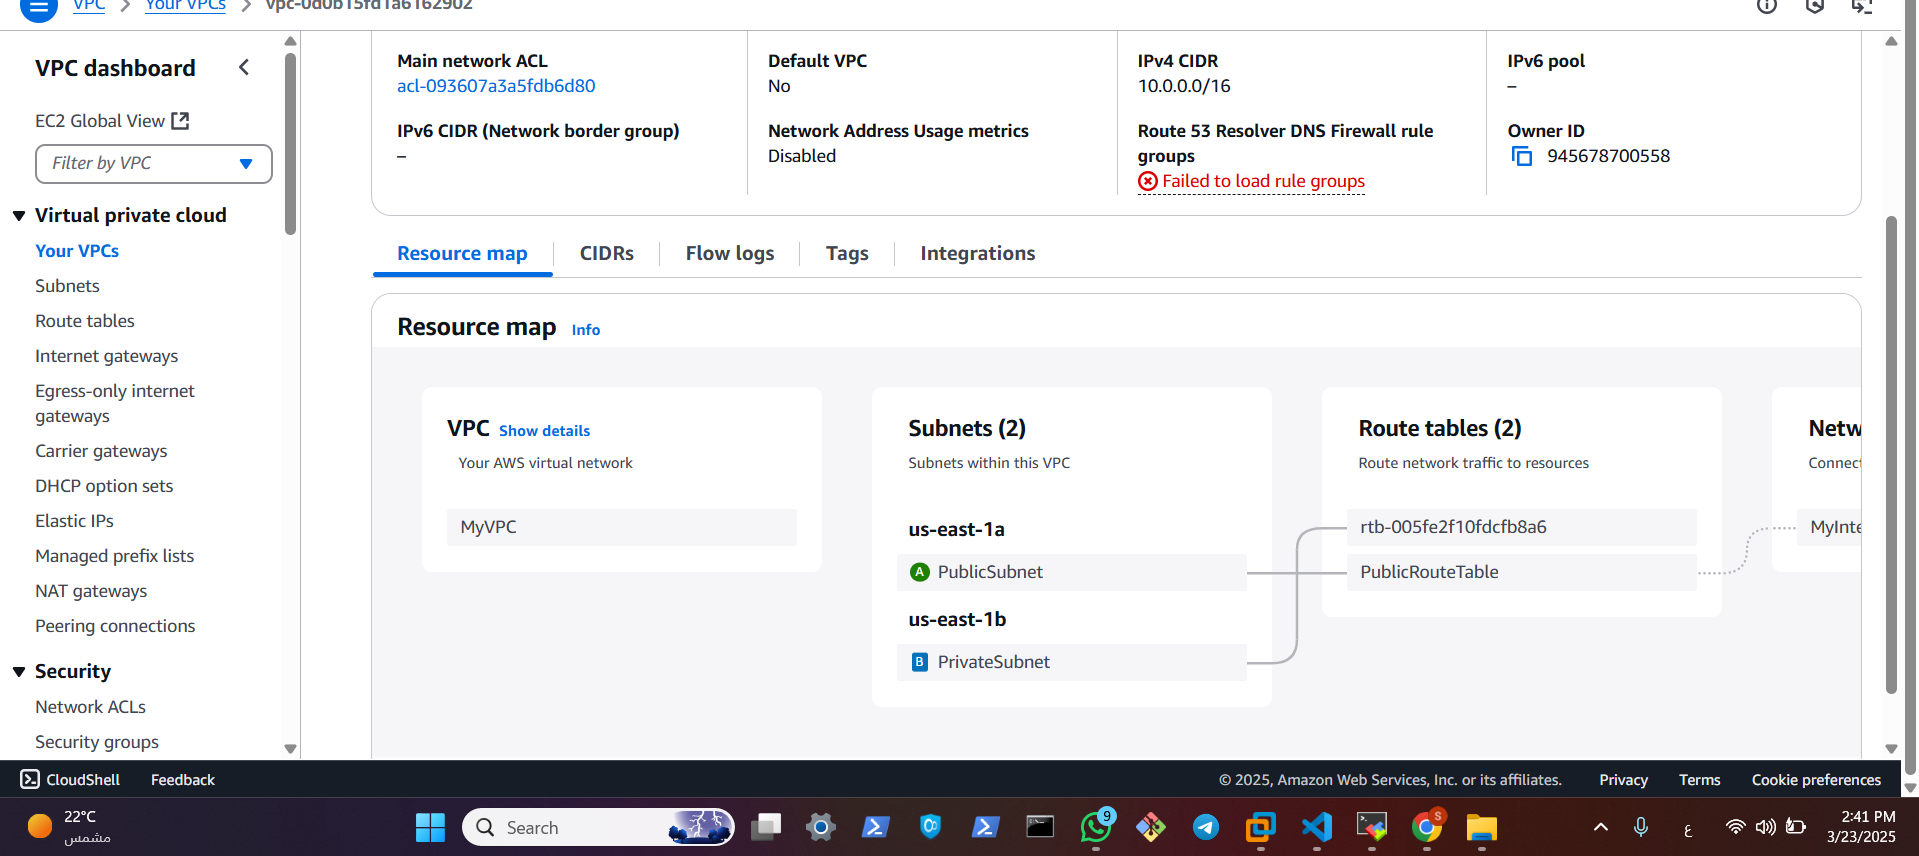 VPC
Your VPCs
vpc-0d0b15fd1a6162902
VPC dashboard
EC2 Global View
Filter by VPC
Virtual private cloud
Your VPCs
Subnets
Route tables
Internet gateways
Egress-only internet
gateways
Carrier gateways
DHCP option sets
Elastic IPs
Managed prefix lists
NAT gateways
Peering connections
Security
Network ACLs
Security groups
Main network ACL
acl-093607a3a5fdb6d80
Default VPC
No
IPv4 CIDR
10.0.0.0/16
IPv6 pool
–
IPv6 CIDR (Network border group)
–
Network Address Usage metrics
Disabled
Route 53 Resolver DNS Firewall rule
groups
Failed to load rule groups
Owner ID
945678700558
Resource map
CIDRs
Flow logs
Tags
Integrations
Resource map Info
VPC Show details
Your AWS virtual network
MyVPC
Subnets (2)
Subnets within this VPC
us-east-1a
A PublicSubnet
us-east-1b
B PrivateSubnet
Route tables (2)
Route network traffic to resources
rtb-005fe2f10fdcfb8a6
PublicRouteTable
Netw
Connect
MyInte
CloudShell
Feedback
© 2025, Amazon Web Services, Inc. or its affiliates.
Privacy
Terms
Cookie preferences
22°C
مشمس
Search
9
S
ع
2:41 PM
3/23/2025